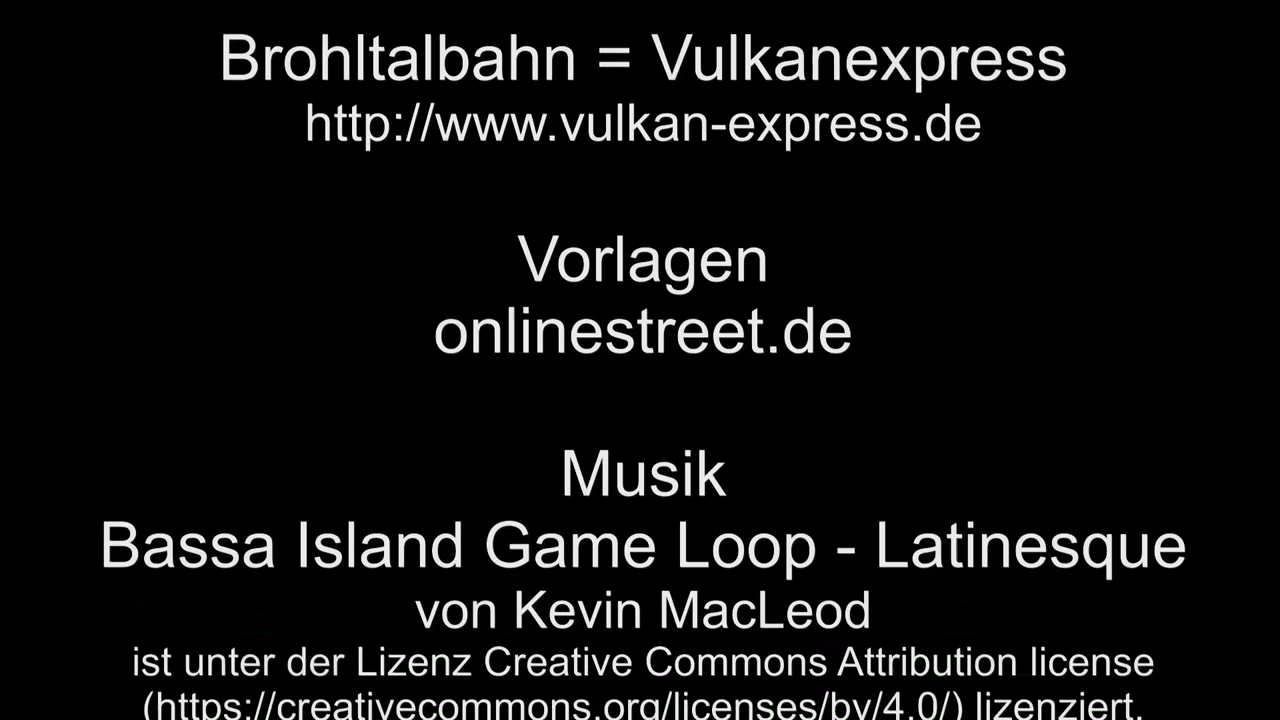 Brohltalbahn = Vulkanexpress
http://www.vulkan-express.de
Vorlagen
onlinestreet.de
Musik
Bassa Island Game Loop - Latinesque
von Kevin MacLeod
ist unter der Lizenz Creative Commons Attribution license
(https://creativecommons.org/licenses/by/4.0/) lizenziert.